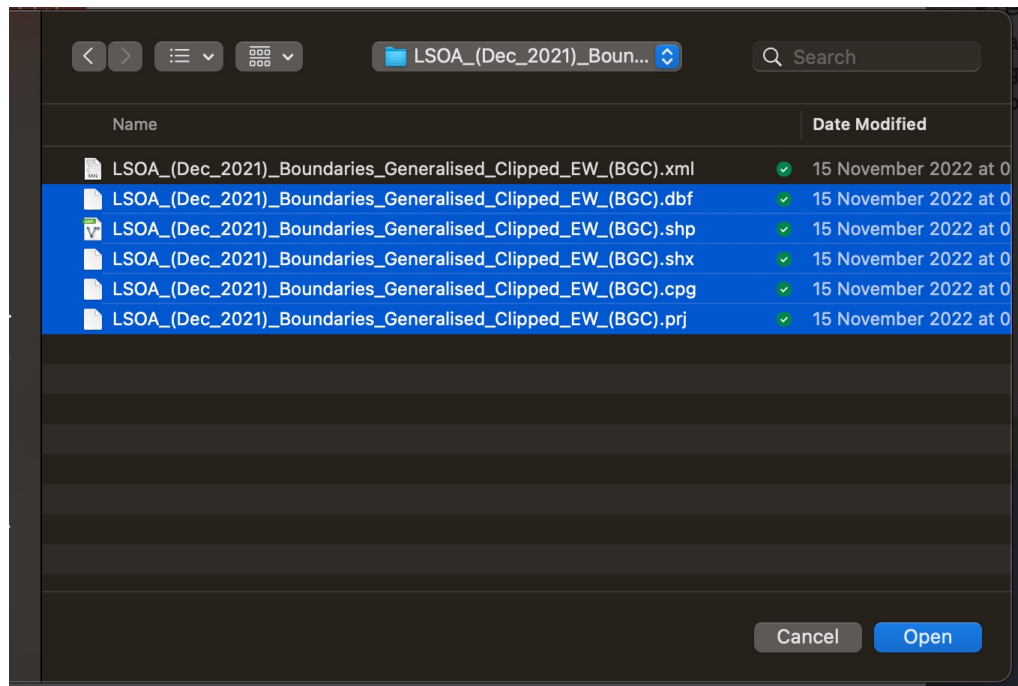 LSOA_(Dec_2021)_Boun...
Search
Name Date Modified
LSOA_(Dec_2021)_Boundaries_Generalised_Clipped_EW_(BGC).xml 15 November 2022 at 0
LSOA_(Dec_2021)_Boundaries_Generalised_Clipped_EW_(BGC).dbf 15 November 2022 at 0
LSOA_(Dec_2021)_Boundaries_Generalised_Clipped_EW_(BGC).shp 15 November 2022 at 0
LSOA_(Dec_2021)_Boundaries_Generalised_Clipped_EW_(BGC).shx 15 November 2022 at 0
LSOA_(Dec_2021)_Boundaries_Generalised_Clipped_EW_(BGC).cpg 15 November 2022 at 0
LSOA_(Dec_2021)_Boundaries_Generalised_Clipped_EW_(BGC).prj 15 November 2022 at 0
Cancel Open